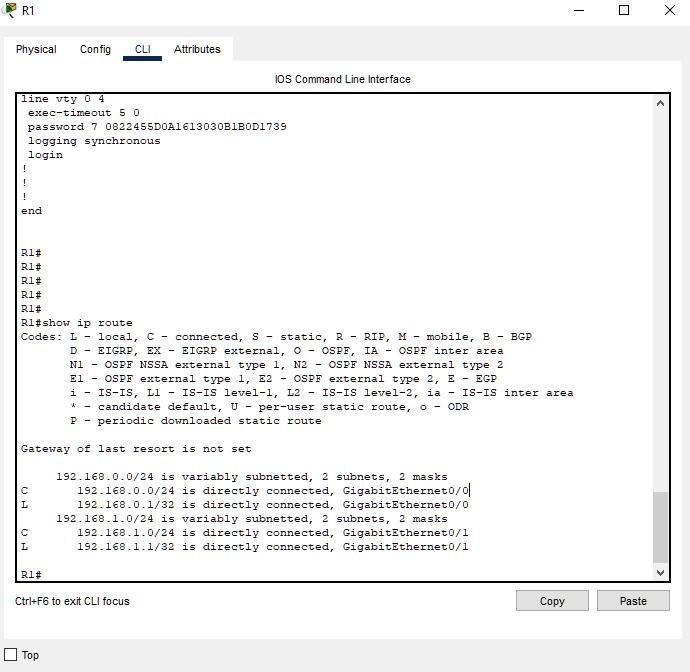 R1
Physical Config CLI Attributes
IOS Command Line Interface
line vty 0 4
 exec-timeout 5 0
 password 7 0822455D0A1613030B1B0D1739
 logging synchronous
 login
!
!
!
end
R1#
R1#
R1#
R1#
R1#
R1#show ip route
Codes: L - local, C - connected, S - static, R - RIP, M - mobile, B - BGP
       D - EIGRP, EX - EIGRP external, O - OSPF, IA - OSPF inter area
       N1 - OSPF NSSA external type 1, N2 - OSPF NSSA external type 2
       E1 - OSPF external type 1, E2 - OSPF external type 2, E - EGP
       i - IS-IS, L1 - IS-IS level-1, L2 - IS-IS level-2, ia - IS-IS inter area
       * - candidate default, U - per-user static route, o - ODR
       P - periodic downloaded static route
Gateway of last resort is not set
     192.168.0.0/24 is variably subnetted, 2 subnets, 2 masks
C       192.168.0.0/24 is directly connected, GigabitEthernet0/0
L       192.168.0.1/32 is directly connected, GigabitEthernet0/0
     192.168.1.0/24 is variably subnetted, 2 subnets, 2 masks
C       192.168.1.0/24 is directly connected, GigabitEthernet0/1
L       192.168.1.1/32 is directly connected, GigabitEthernet0/1
R1#
Ctrl+F6 to exit CLI focus Copy Paste
Top